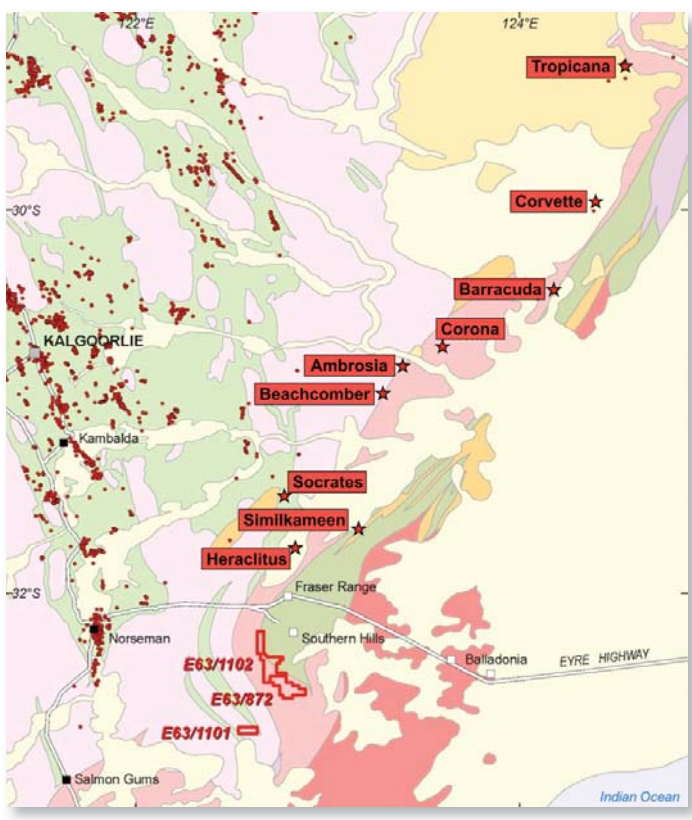 122°E
124°E
Tropicana
Corvette
30°S
Barracuda
Corona
KALGOORLIE
Ambrosia
Beachcomber
Kambalda
Socrates
Similkameen
Heraclitus
32°S
Fraser Range
Norseman
Southern Hills
E63/1102
Balladonia
EYRE HIGHWAY
E63/872
E63/1101
Salmon Gums
Indian Ocean